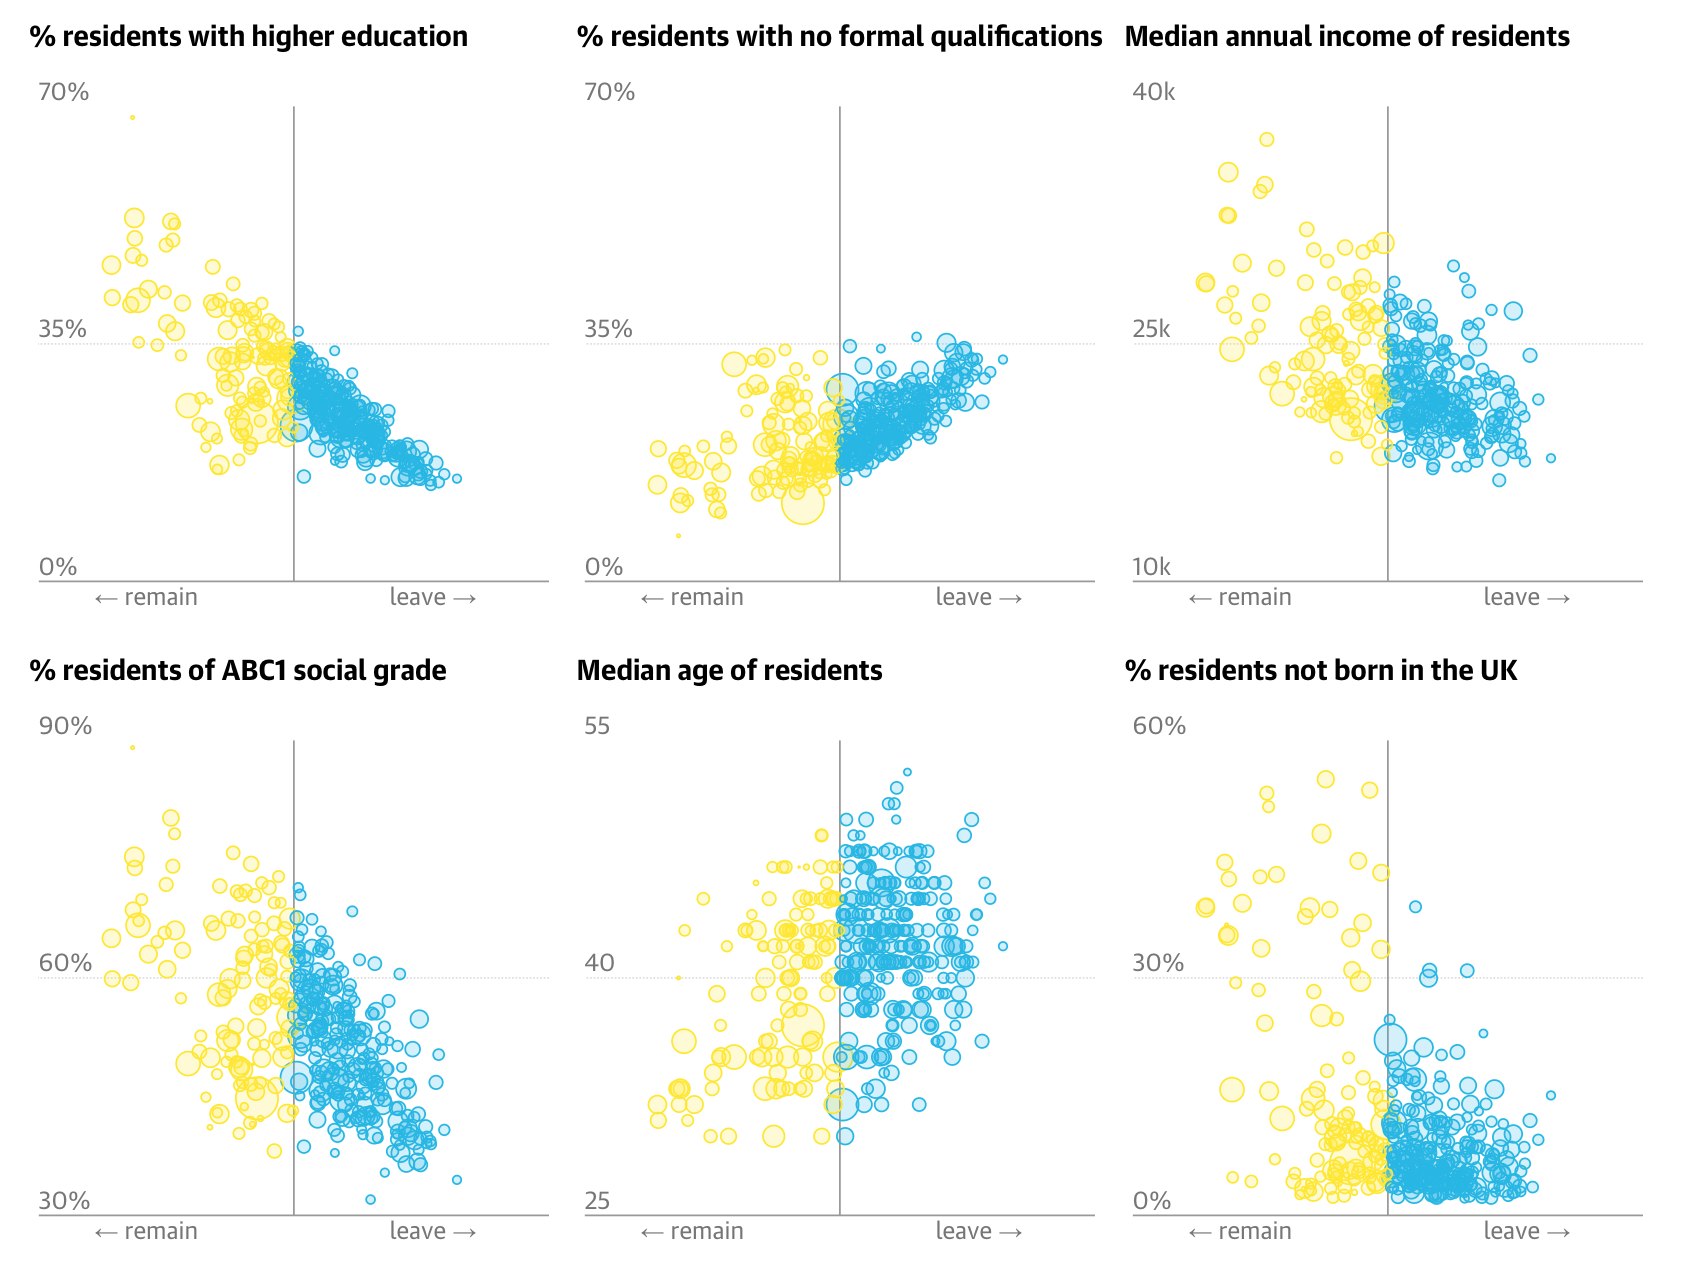 % residents with higher education
70%
35%
0%
← remain
leave →
% residents with no formal qualifications
70%
35%
0%
← remain
leave →
Median annual income of residents
40k
25k
10k
← remain
leave →
% residents of ABC1 social grade
90%
60%
30%
← remain
leave →
Median age of residents
55
40
25
← remain
leave →
% residents not born in the UK
60%
30%
0%
← remain
leave →